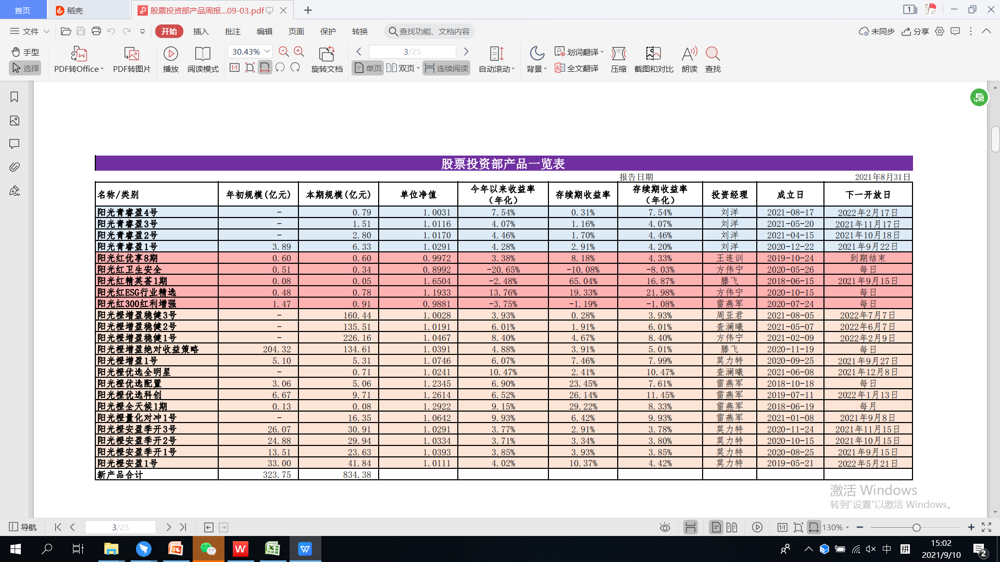 首页
稻壳
股票投资部产品周报...09-03.pdf
1
文件
开始
插入
批注
编辑
页面
保护
转换
查找功能、文档内容
未同步
分享
手型
选择
PDF转Office
PDF转图片
播放
阅读模式
30.43%
1:1
旋转文档
3/25
单页
双页
连续阅读
自动滚动
背景
划词翻译
全文翻译
压缩
截图和对比
朗读
查找
股票投资部产品一览表
报告日期 2021年8月31日
名称/类别 年初规模(亿元) 本期规模(亿元) 单位净值 今年以来收益率（年化） 存续期收益率 存续期收益率（年化） 投资经理 成立日 下一开放日
阳光青睿盈4号 - 0.79 1.0031 7.54% 0.31% 7.54% 刘洋 2021-08-17 2022年2月17日
阳光青睿盈3号 - 1.51 1.0116 4.07% 1.16% 4.07% 刘洋 2021-05-20 2021年11月17日
阳光青睿盈2号 - 2.80 1.0170 4.46% 1.70% 4.46% 刘洋 2021-04-15 2021年10月18日
阳光青睿盈1号 3.89 6.33 1.0291 4.28% 2.91% 4.20% 刘洋 2020-12-22 2021年9月22日
阳光红优享8期 0.60 0.60 0.9972 3.38% 8.18% 4.33% 王连训 2019-10-24 到期结束
阳光红卫生安全 0.51 0.34 0.8992 -20.65% -10.08% -8.03% 方伟宁 2020-05-26 每日
阳光红精英荟1期 0.08 0.05 1.6504 -2.48% 65.04% 16.87% 滕飞 2018-06-15 2021年9月15日
阳光红ESG行业精选 0.48 0.78 1.1933 13.76% 19.33% 21.98% 方伟宁 2020-10-15 每日
阳光红300红利增强 1.47 0.91 0.9881 -3.75% -1.19% -1.08% 雷燕军 2020-07-24 每日
阳光橙增盈稳健3号 - 160.44 1.0028 3.93% 0.28% 3.93% 周亚君 2021-08-05 2022年7月7日
阳光橙增盈稳健2号 - 135.51 1.0191 6.01% 1.91% 6.01% 查澜曦 2021-05-07 2022年6月7日
阳光橙增盈稳健1号 - 226.16 1.0467 8.40% 4.67% 8.40% 方伟宁 2021-02-09 2022年2月9日
阳光橙增盈绝对收益策略 204.32 134.61 1.0391 4.88% 3.91% 5.01% 滕飞 2020-11-19 每日
阳光橙增盈1号 5.10 5.31 1.0746 6.07% 7.46% 7.99% 莫力特 2020-09-25 2021年9月27日
阳光橙优选全明星 - 0.71 1.0241 10.47% 2.41% 10.47% 查澜曦 2021-06-08 2021年12月8日
阳光橙优选配置 3.06 5.06 1.2345 6.90% 23.45% 7.61% 雷燕军 2018-10-18 每日
阳光橙优选科创 6.67 9.71 1.2614 6.52% 26.14% 11.45% 雷燕军 2019-07-11 2022年1月13日
阳光橙全天候1期 0.13 0.08 1.2922 9.15% 29.22% 8.33% 雷燕军 2018-06-19 每月
阳光橙量化对冲1号 - 16.35 1.0642 9.93% 6.42% 9.93% 雷燕军 2021-01-08 2021年9月8日
阳光橙安盈季开3号 26.07 30.91 1.0291 3.77% 2.91% 3.78% 莫力特 2020-11-24 2021年11月15日
阳光橙安盈季开2号 24.88 29.94 1.0334 3.71% 3.34% 3.80% 莫力特 2020-10-15 2021年10月15日
阳光橙安盈季开1号 13.51 23.63 1.0393 3.85% 3.93% 3.85% 莫力特 2020-08-25 2021年9月15日
阳光橙安盈1号 33.00 41.84 1.0111 4.02% 10.37% 4.42% 莫力特 2019-05-21 2022年5月21日
新产品合计 323.75 834.38
激活 Windows
转到“设置”以激活 Windows。
导航
3/25
1:1
130%
中
拼
15:02
2021/9/10
2